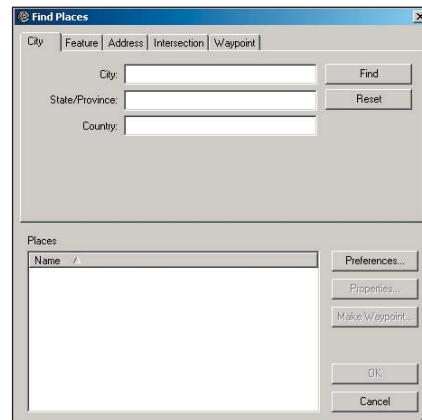 Find Places
City Feature Address Intersection Waypoint
City: Find
State/Province: Reset
Country:
Places
Name Preferences...
Properties...
Make Waypoint...
OK
Cancel